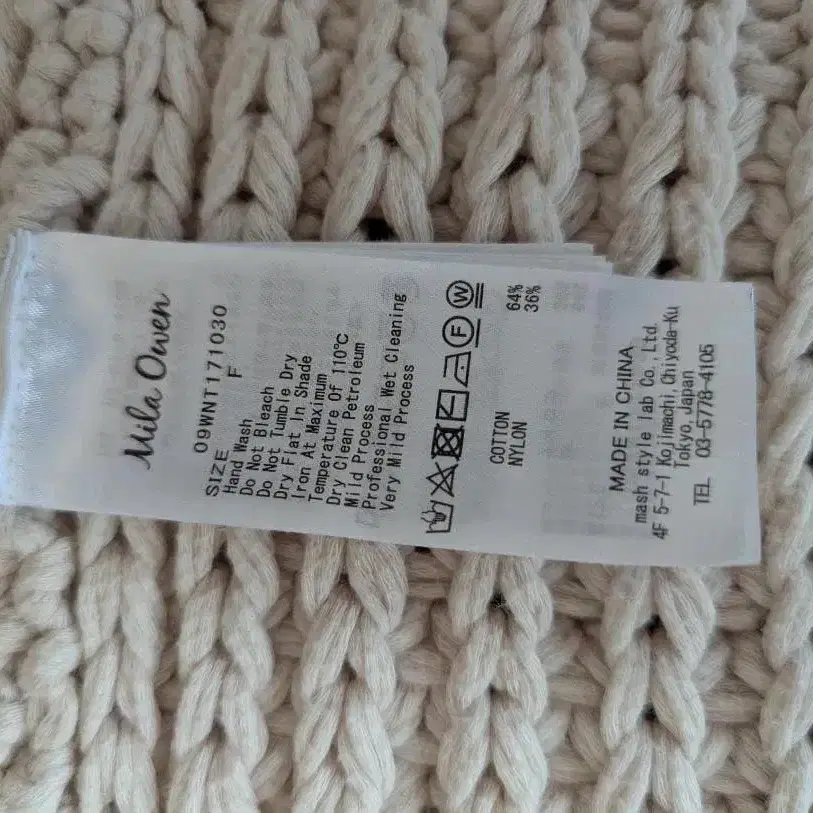 Mila Owen
09WNT171030
SIZE F
Hand Wash
Do Not Bleach
Do Not Tumble Dry
Dry Flat In Shade
Iron At Maximum
Temperature Of 110℃
Dry Clean Petroleum
Mild Process
Professional Wet Cleaning
Very Mild Process
F W
COTTON 64%
NYLON 36%
MADE IN CHINA
mash style lab Co., Ltd.
4F 5-7-1 Kojimachi, Chiyoda-Ku
Tokyo, Japan
TEL 03-5778-4105